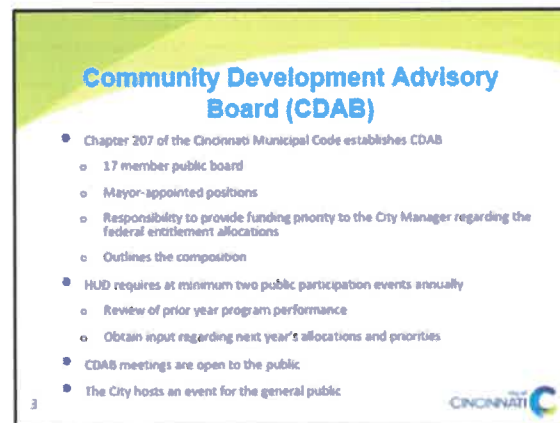 Community Development Advisory
Board (CDAB)
• Chapter 207 of the Cincinnati Municipal Code establishes CDAB
o 17 member public board
o Mayor-appointed positions
o Responsibility to provide funding priority to the City Manager regarding the
federal entitlement allocations
o Outlines the composition
• HUD requires at minimum two public participation events annually
o Review of prior year program performance
o Obtain input regarding next year's allocations and priorities
• CDAB meetings are open to the public
• The City hosts an event for the general public
3
CINCINNATI